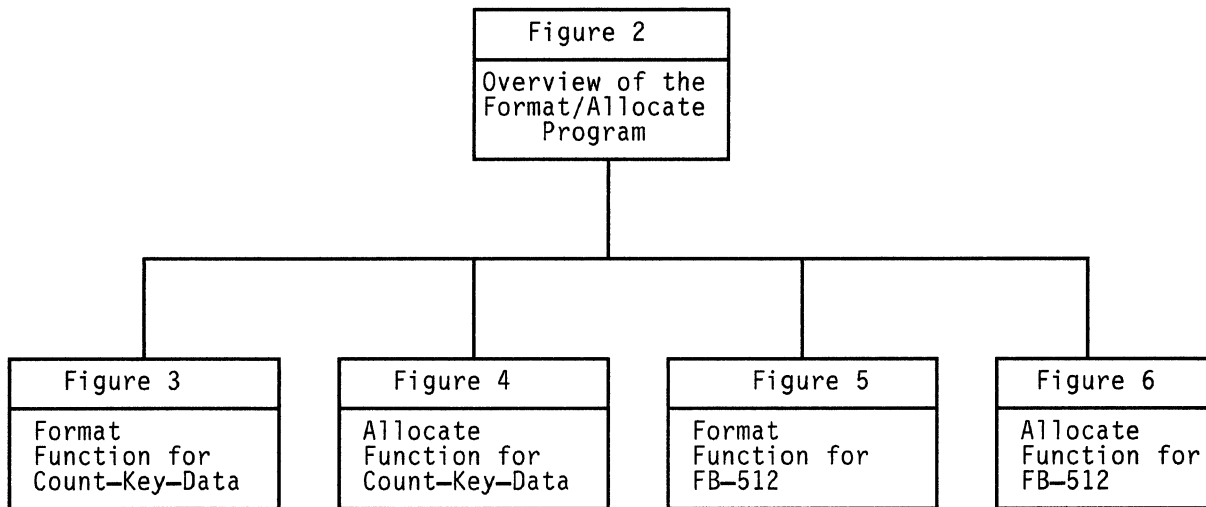 Figure 2
Overview of the
Format/Allocate
Program
Figure 3
Format
Function for
Count–Key–Data
Figure 4
Allocate
Function for
Count–Key–Data
Figure 5
Format
Function for
FB–512
Figure 6
Allocate
Function for
FB–512